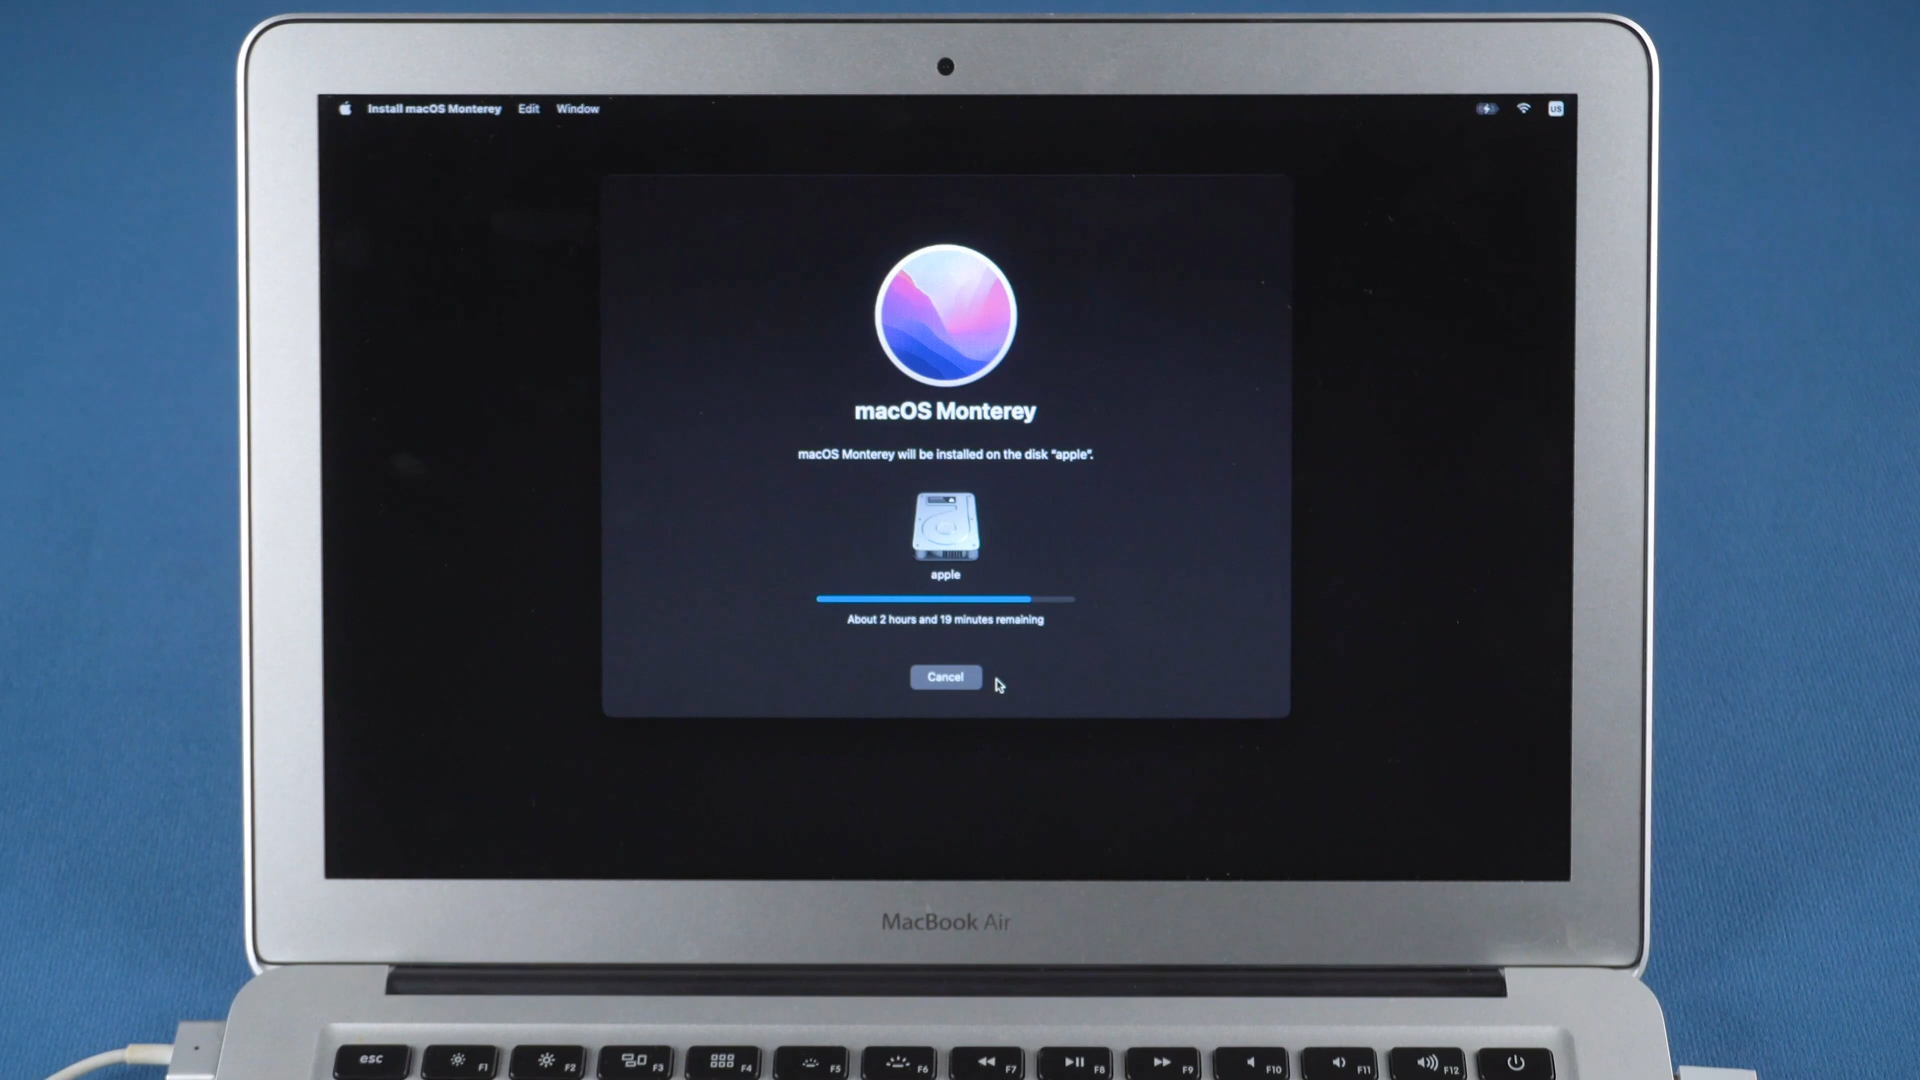 Install macOS Monterey Edit Window US
macOS Monterey
macOS Monterey will be installed on the disk “apple”.
apple
About 2 hours and 19 minutes remaining
Cancel
MacBook Air
esc F1 F2 F3 F4 F5 F6 F7 F8 F9 F10 F11 F12